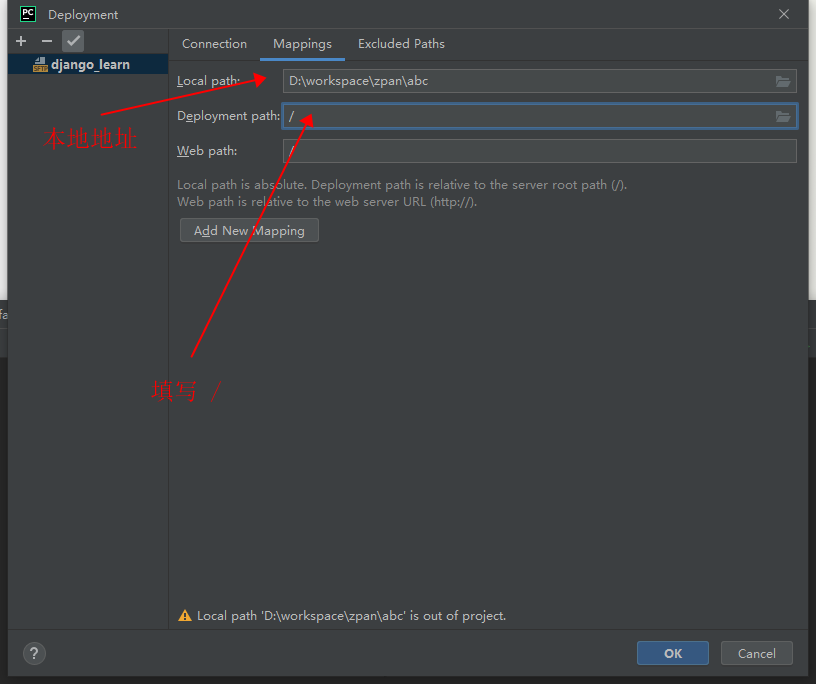 PC Deployment
Connection Mappings Excluded Paths
SFTP django_learn
Local path: D:\workspace\zpan\abc
Deployment path: /
本地地址
Web path: /
Local path is absolute. Deployment path is relative to the server root path (/).
Web path is relative to the web server URL (http://).
Add New Mapping
fa
填写 /
Local path 'D:\workspace\zpan\abc' is out of project.
?
OK
Cancel